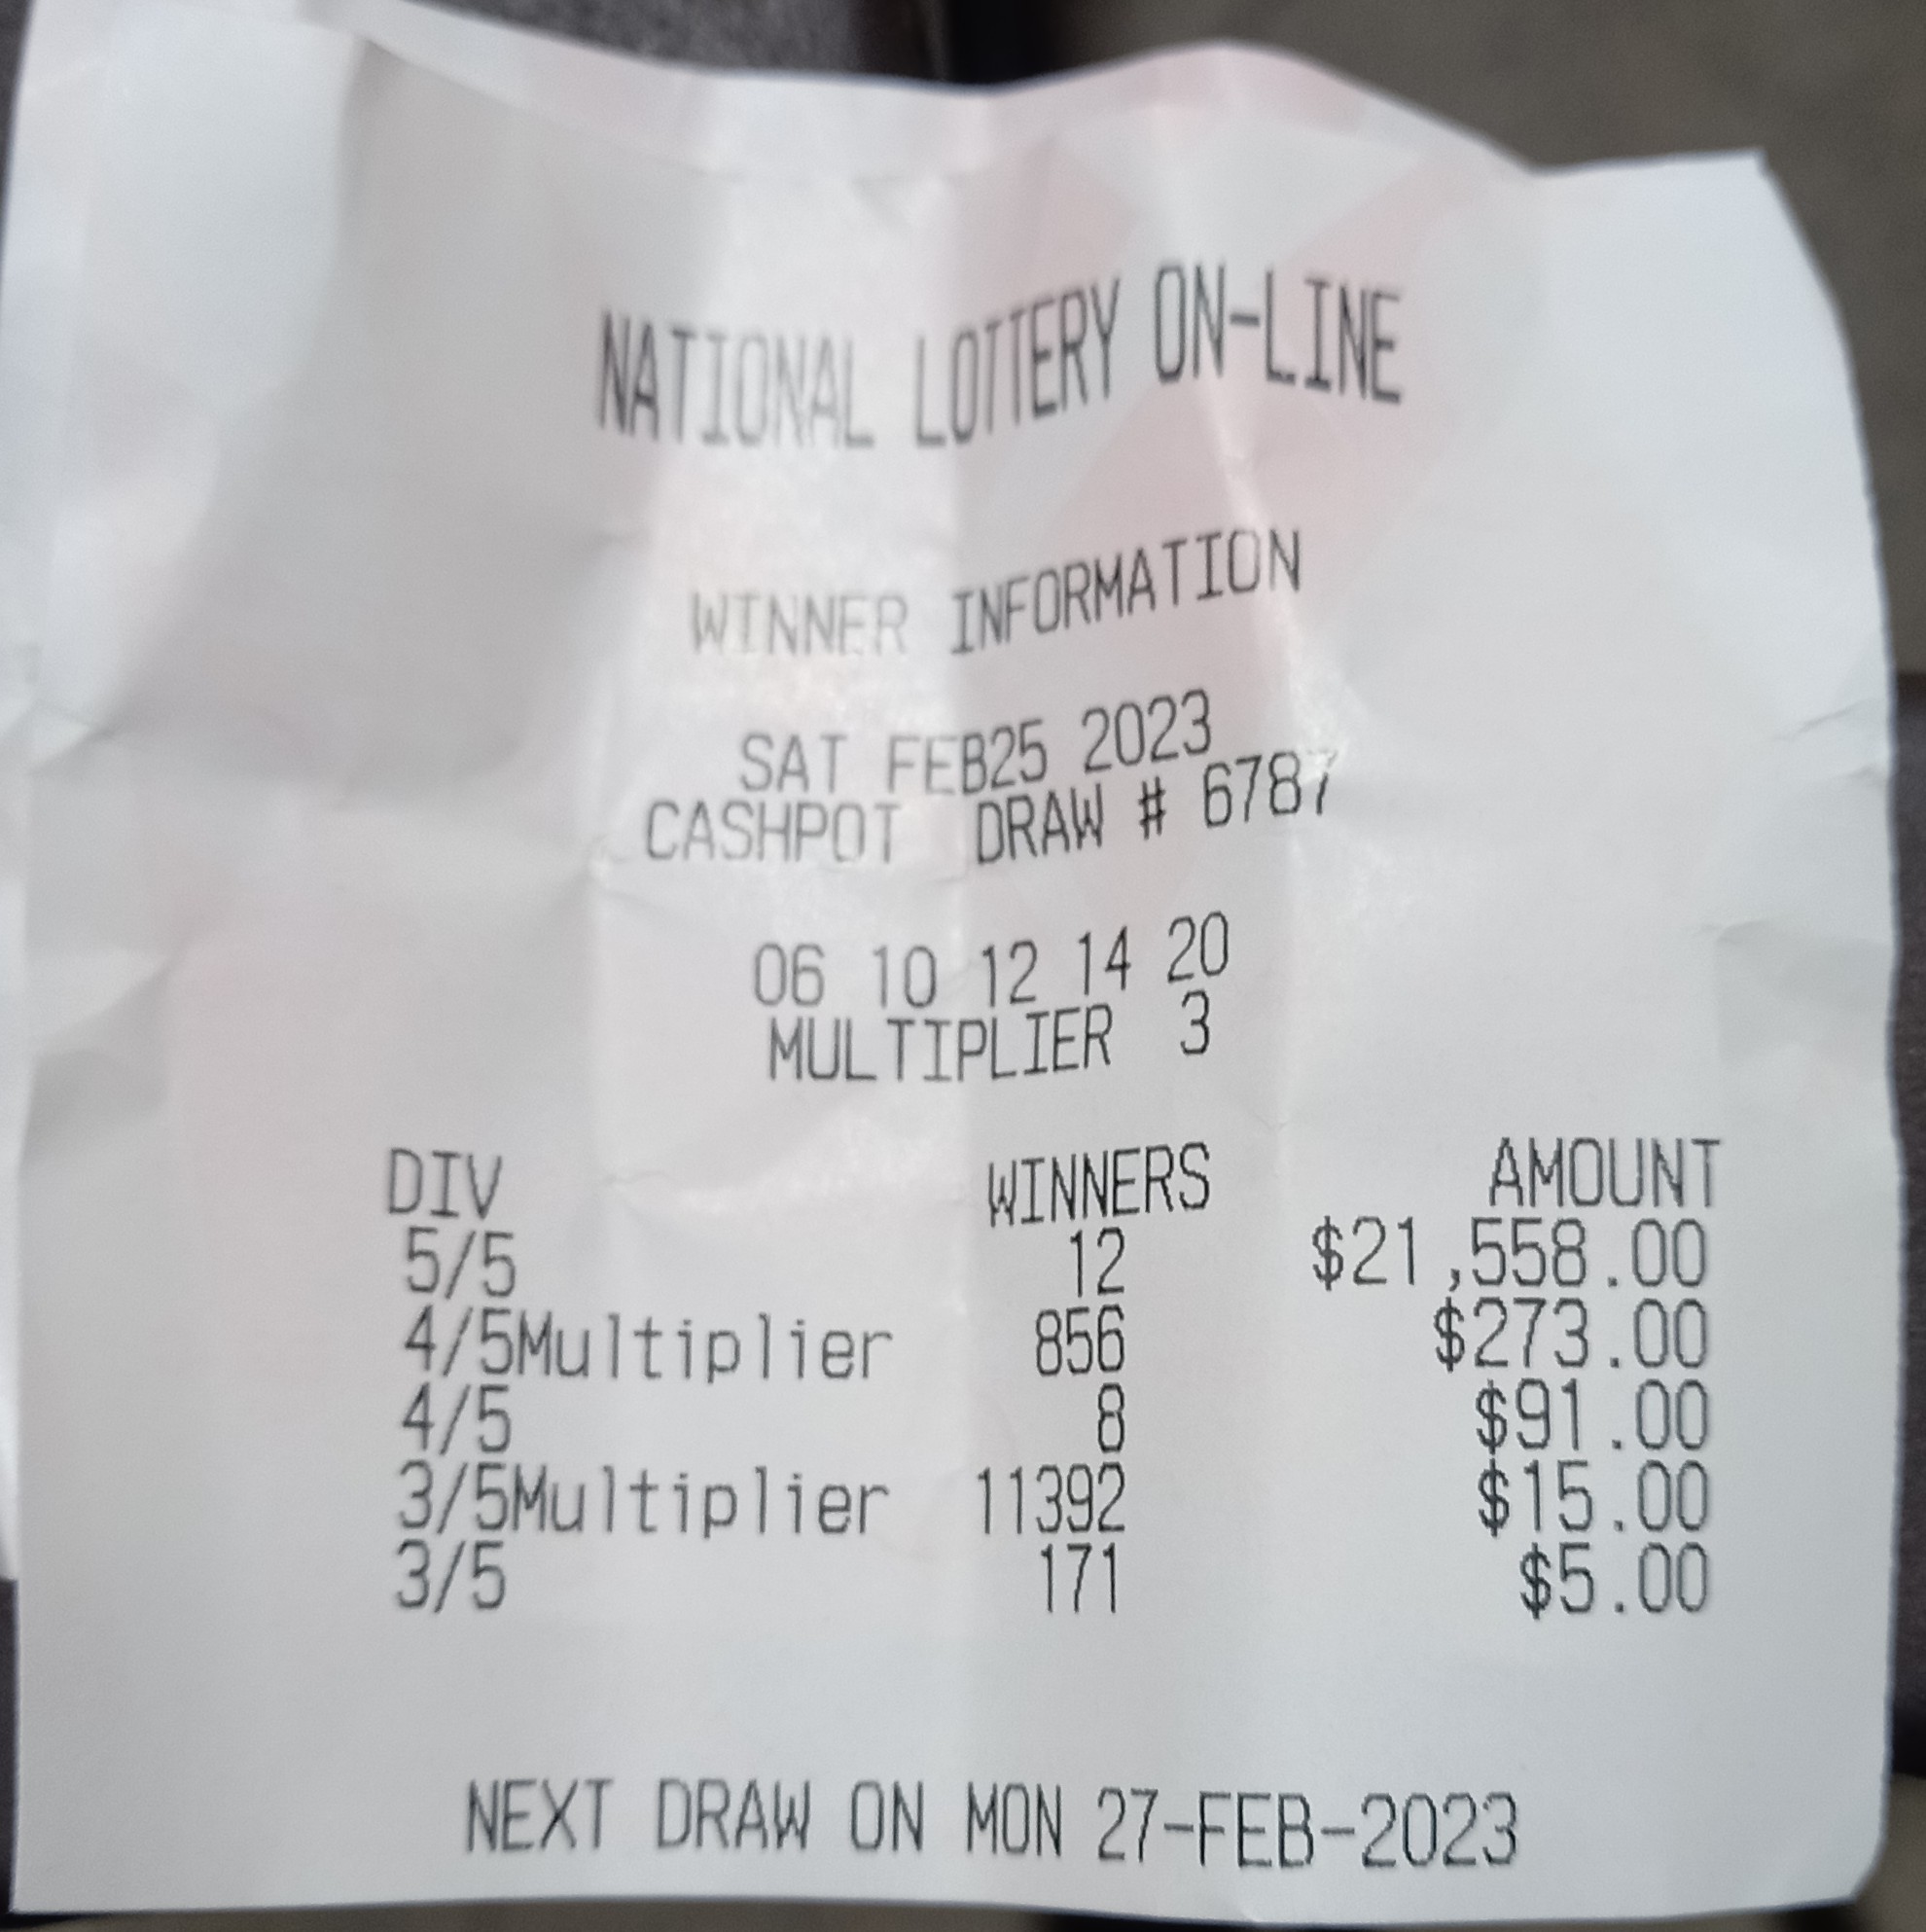 NATIONAL LOTTERY ON-LINE
WINNER INFORMATION
SAT FEB25 2023
CASHPOT DRAW # 6787
06 10 12 14 20
MULTIPLIER 3
DIV WINNERS AMOUNT
5/5 12 $21,558.00
4/5Multiplier 856 $273.00
4/5 8 $91.00
3/5Multiplier 11392 $15.00
3/5 171 $5.00
NEXT DRAW ON MON 27-FEB-2023